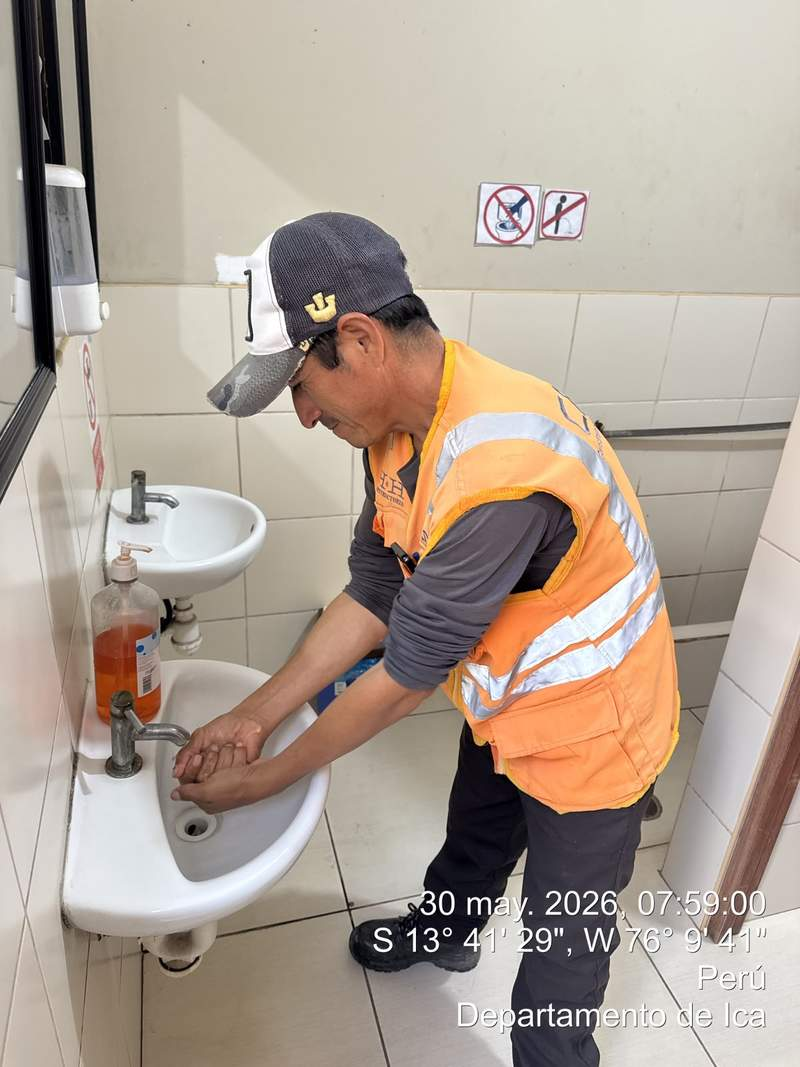 30 may. 2026, 07:59:00
S 13° 41' 29", W 76° 9' 41"
Perú
Departamento de Ica